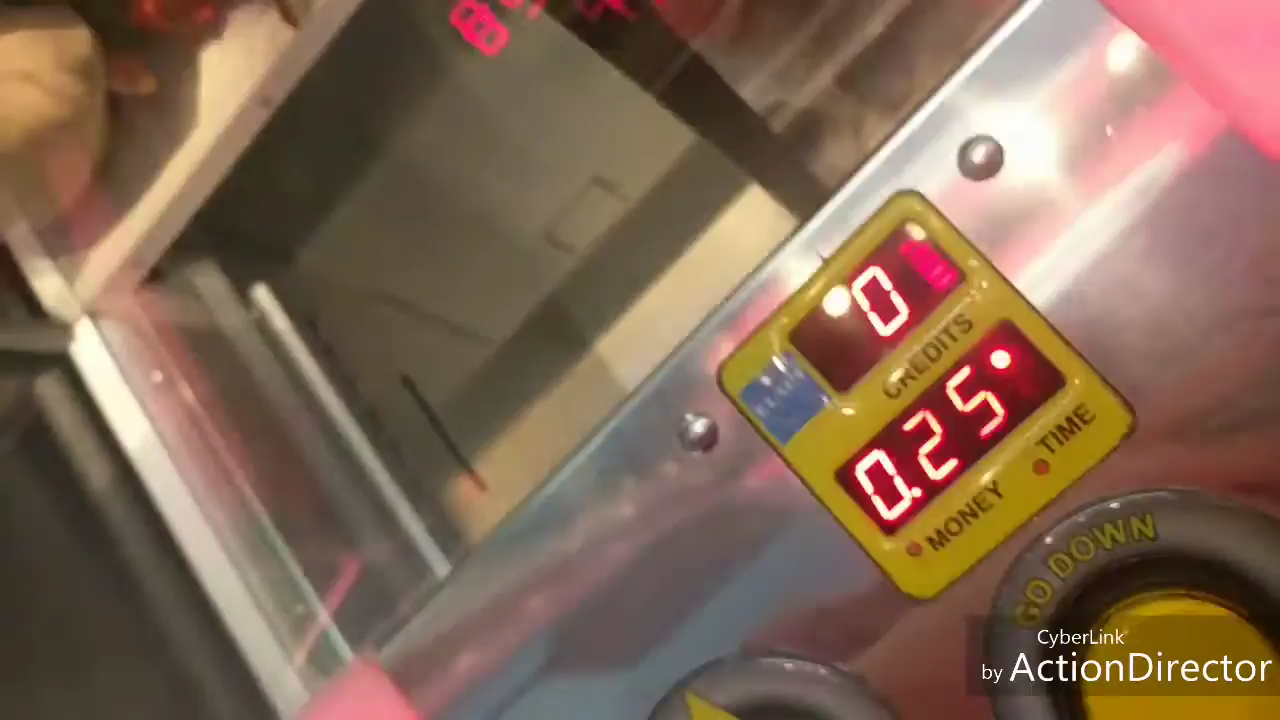 0
CREDITS
0.25
MONEY
TIME
GO DOWN
CyberLink
by ActionDirector